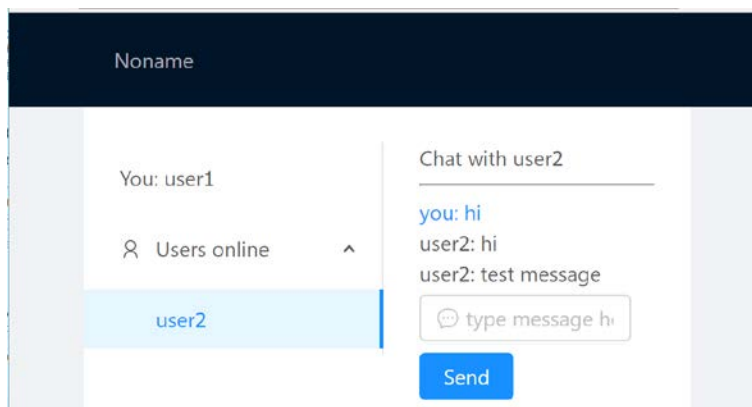 Noname
You: user1
Users online
user2
Chat with user2
you: hi
user2: hi
user2: test message
type message h
Send